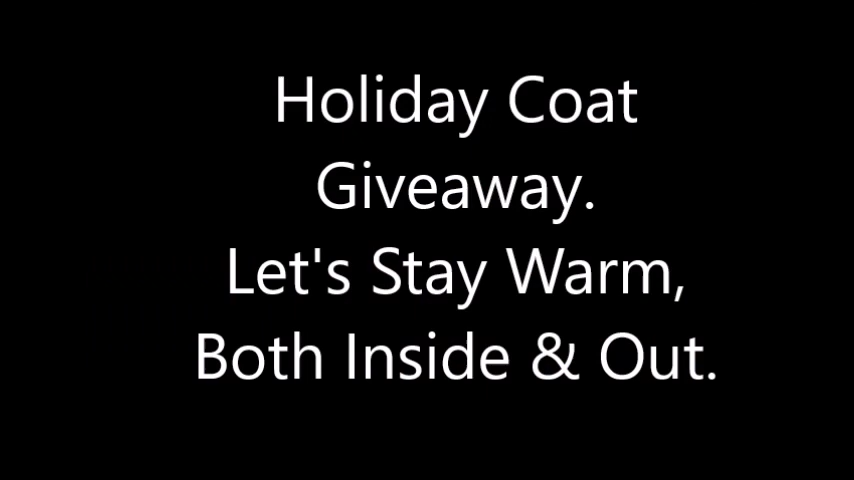 Holiday Coat
Giveaway.
Let's Stay Warm,
Both Inside & Out.